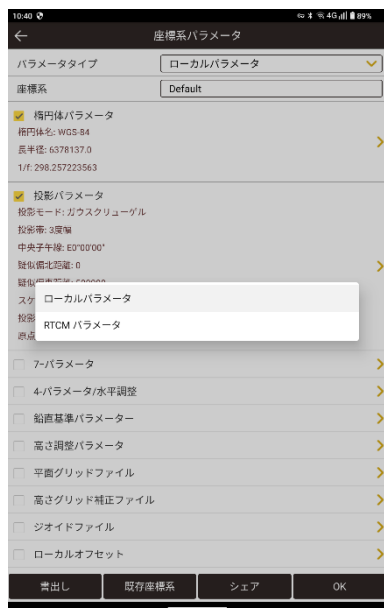 10:40
4G 89%
座標系パラメータ
パラメータタイプ ローカルパラメータ
座標系 Default
楕円体パラメータ
楕円体名: WGS-84
長半径: 6378137.0
1/f: 298.257223563
投影パラメータ
投影モード: ガウスクリューゲル
投影帯: 3度幅
中央子午線: E0°00'00"
疑似偏北距離: 0
ローカルパラメータ
RTCM パラメータ
7-パラメータ
4-パラメータ/水平調整
鉛直基準パラメーター
高さ調整パラメータ
平面グリッドファイル
高さグリッド補正ファイル
ジオイドファイル
ローカルオフセット
書出し 既存座標系 シェア OK